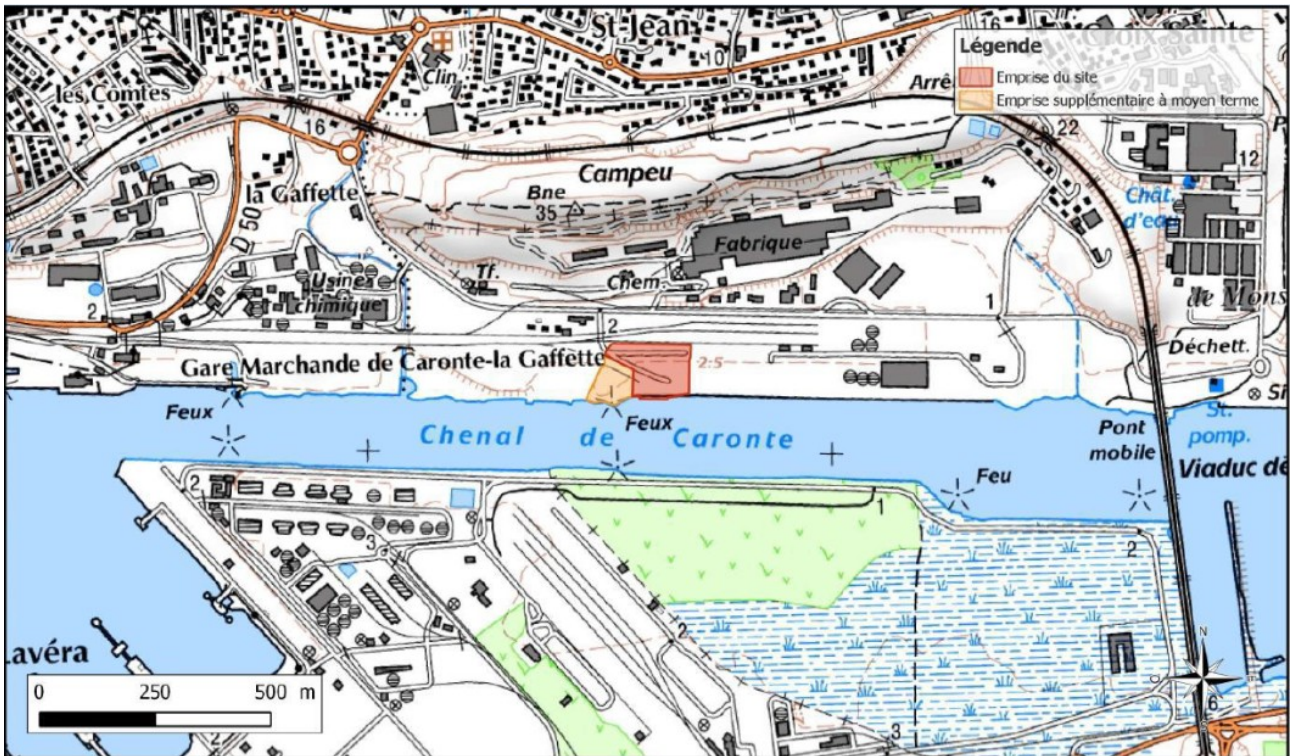 St-Jean
16
Croix Sainte
10
Légende
Emprise du site
Emprise supplémentaire à moyen terme
Clin
les Comtes
Arrê
16
22
12
Campeu
la Gaffette
Bne
35
Chât.
d'eau
D 50
Fabrique
Tf.
Usine
chimique
Chem.
de Mons
2
2
1
Déchett.
Gare Marchande de Caronte-la Gaffette
2.5
Si
Feux
Feux
St.
pomp.
Chenal de Caronte
Pont
mobile
Viaduc de
Feu
2
1
3
2
2
Lavéra
N
0 250 500 m
6
2
3